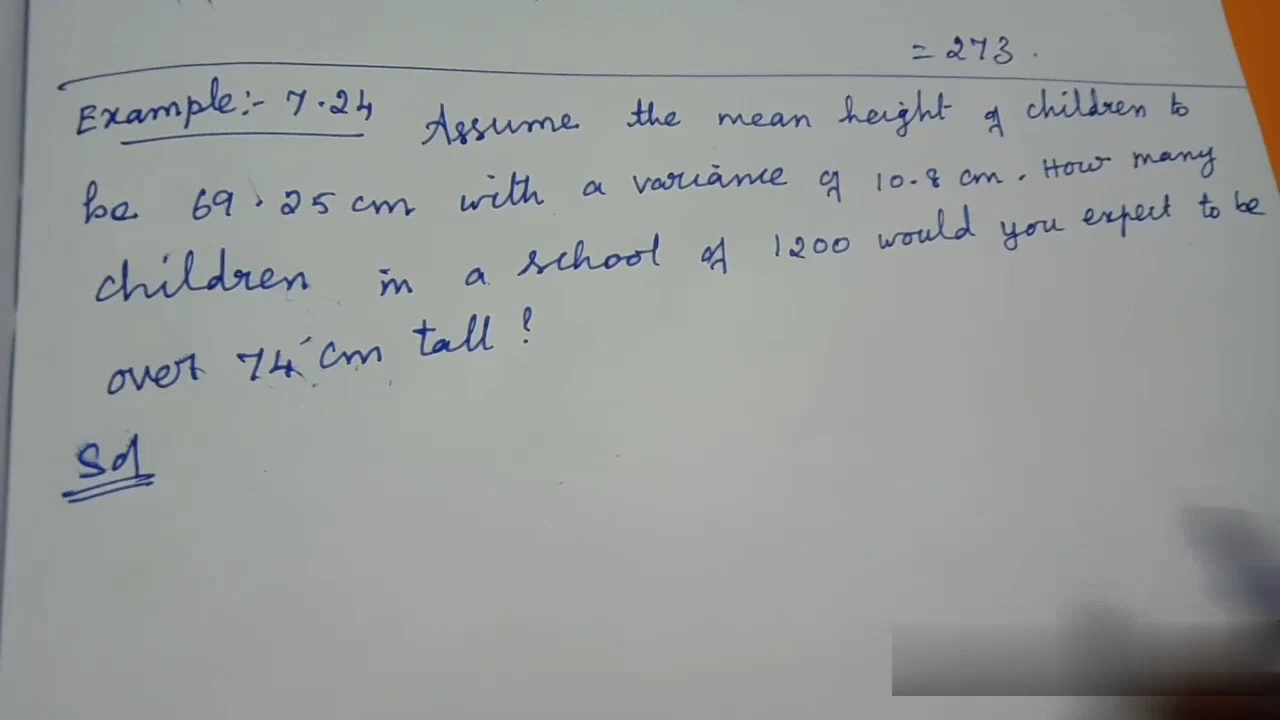 = 273.
Example:- 7.24 Assume the mean height of children to
be 69.25 cm with a variance of 10.8 cm. How many
children in a school of 1200 would you expect to be
over 74 cm tall?
Sol